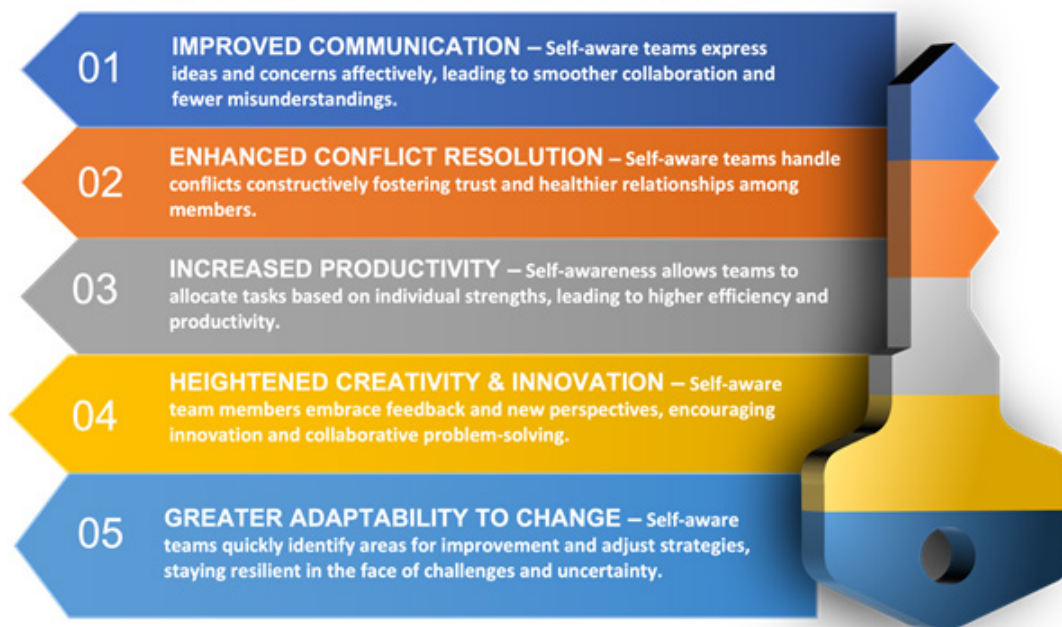 01
IMPROVED COMMUNICATION – Self-aware teams express
ideas and concerns affectively, leading to smoother collaboration and
fewer misunderstandings.
02
ENHANCED CONFLICT RESOLUTION – Self-aware teams handle
conflicts constructively fostering trust and healthier relationships among
members.
03
INCREASED PRODUCTIVITY – Self-awareness allows teams to
allocate tasks based on individual strengths, leading to higher efficiency and
productivity.
04
HEIGHTENED CREATIVITY & INNOVATION – Self-aware
team members embrace feedback and new perspectives, encouraging
innovation and collaborative problem-solving.
05
GREATER ADAPTABILITY TO CHANGE – Self-aware
teams quickly identify areas for improvement and adjust strategies,
staying resilient in the face of challenges and uncertainty.